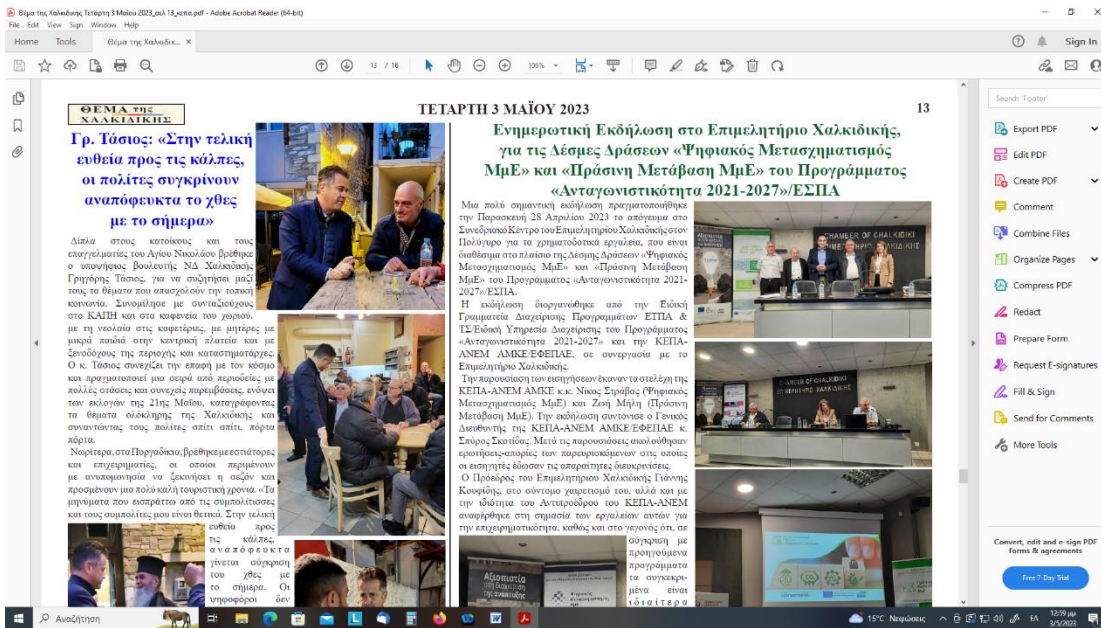 Θέμα της Χαλκιδικής Τετάρτη 3 Μαΐου 2023_σελ 13_κεπα.pdf - Adobe Acrobat Reader (64-bit)
File Edit View Sign Window Help
Home Tools Θέμα της Χαλκιδικ... × Sign In
13 / 16 106%
ΘΕΜΑ της ΧΑΛΚΙΔΙΚΗΣ
ΤΕΤΑΡΤΗ 3 ΜΑΪΟΥ 2023 13
Γρ. Τάσιος: «Στην τελική
ευθεία προς τις κάλπες,
οι πολίτες συγκρίνουν
αναπόφευκτα το χθες
με το σήμερα»
Δίπλα στους κατοίκους και τους
επαγγελματίες του Αγίου Νικολάου βρέθηκε
ο υποψήφιος βουλευτής ΝΔ Χαλκιδικής
Γρηγόρης Τάσιος, για να συζητήσει μαζί
τους τα θέματα που απασχολούν την τοπική
κοινωνία. Συνομίλησε με συνταξιούχους
στο ΚΑΠΗ και στα καφενεία του χωριού,
με τη νεολαία στις καφετέριες, με μητέρες με
μικρά παιδιά στην κεντρική πλατεία και με
ξενοδόχους της περιοχής και καταστηματάρχες.
Ο κ. Τάσιος συνεχίζει την επαφή με τον κόσμο
και πραγματοποιεί μια σειρά από περιοδείες με
πολλές στάσεις και συνεχείς παρεμβάσεις, ενόψει
των εκλογών της 21ης Μαΐου, καταγράφοντας
τα θέματα ολόκληρης της Χαλκιδικής και
συναντώντας τους πολίτες σπίτι σπίτι, πόρτα
πόρτα.
Νωρίτερα, στα Πυργαδίκια, βρέθηκε με εστιάτορες
και επιχειρηματίες, οι οποίοι περιμένουν
με ανυπομονησία να ξεκινήσει η σεζόν και
προσμένουν μια πολύ καλή τουριστική χρονιά. «Τα
μηνύματα που εισπράττω από τις συμπολίτισσες
και τους συμπολίτες μου είναι θετικά. Στην τελική
ευθεία προς
τις κάλπες,
αναπόφευκτα
γίνεται σύγκριση
του χθες με
το σήμερα. Οι
ψηφοφόροι δεν
Ενημερωτική Εκδήλωση στο Επιμελητήριο Χαλκιδικής,
για τις Δέσμες Δράσεων «Ψηφιακός Μετασχηματισμός
ΜμΕ» και «Πράσινη Μετάβαση ΜμΕ» του Προγράμματος
«Ανταγωνιστικότητα 2021-2027»/ΕΣΠΑ
Μια πολύ σημαντική εκδήλωση πραγματοποιήθηκε
την Παρασκευή 28 Απριλίου 2023 το απόγευμα στο
Συνεδριακό Κέντρο του Επιμελητηρίου Χαλκιδικής στον
Πολύγυρο για τα χρηματοδοτικά εργαλεία, που είναι
διαθέσιμα στο πλαίσιο της Δέσμης Δράσεων «Ψηφιακός
Μετασχηματισμός ΜμΕ» και «Πράσινη Μετάβαση
ΜμΕ» του Προγράμματος «Ανταγωνιστικότητα 2021-
2027»/ΕΣΠΑ.
Η εκδήλωση διοργανώθηκε από την Ειδική
Γραμματεία Διαχείρισης Προγραμμάτων ΕΤΠΑ &
ΤΣ/Ειδική Υπηρεσία Διαχείρισης του Προγράμματος
«Ανταγωνιστικότητα 2021-2027» και την ΚΕΠΑ-
ΑΝΕΜ ΑΜΚΕ/ΕΦΕΠΑΕ, σε συνεργασία με το
Επιμελητήριο Χαλκιδικής.
Την παρουσίαση των εισηγήσεων έκαναν τα στελέχη της
ΚΕΠΑ-ΑΝΕΜ ΑΜΚΕ κ.κ. Νίκος Στράβας (Ψηφιακός
Μετασχηματισμός ΜμΕ) και Ζωή Μήλη (Πράσινη
Μετάβαση ΜμΕ). Την εκδήλωση συντόνισε ο Γενικός
Διευθυντής της ΚΕΠΑ-ΑΝΕΜ ΑΜΚΕ/ΕΦΕΠΑΕ κ.
Σπύρος Σκοτίδας. Μετά τις παρουσιάσεις ακολούθησαν
ερωτήσεις-απορίες των παρευρισκομένων στις οποίες
οι εισηγητές έδωσαν τις απαραίτητες διευκρινίσεις.
Ο Πρόεδρος του Επιμελητηρίου Χαλκιδικής Γιάννης
Κουφίδης, στο σύντομο χαιρετισμό του, αλλά και με
την ιδιότητα του Αντιπροέδρου του ΚΕΠΑ-ΑΝΕΜ
αναφέρθηκε στη σημασία των εργαλείων αυτών για
την επιχειρηματικότητα, καθώς και στο γεγονός ότι, σε
σύγκριση με
προηγούμενα
προγράμματα
τα συγκεκρι-
μένα είναι
ιδιαίτερα
CHAMBER OF CHALKIDIKI
ΕΠΙΜΕΛΗΤΗΡΙΟ ΧΑΛΚΙΔΙΚΗΣ
CHAMBER OF CHALKIDIKI
ΕΠΙΜΕΛΗΤΗΡΙΟ ΧΑΛΚΙΔΙΚΗΣ
Αξιοπιστία
στη διαχείριση
της ανάπτυξης
Search 'Footer'
Export PDF
Edit PDF
Create PDF
Comment
Combine Files
Organize Pages
Compress PDF
Redact
Prepare Form
Request E-signatures
Fill & Sign
Send for Comments
More Tools
Convert, edit and e-sign PDF
forms & agreements
Free 7-Day Trial
Αναζήτηση
15°C Νεφώσεις ΕΛ 12:59 μμ
3/5/2023